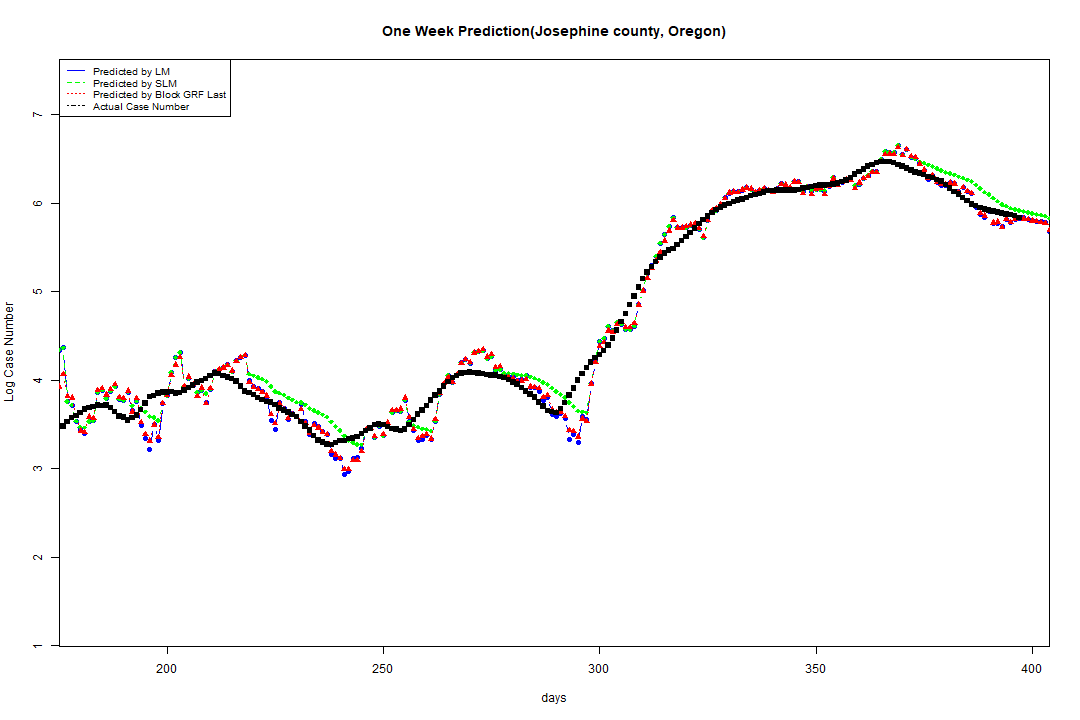 One Week Prediction(Josephine county, Oregon)
Predicted by LM
Predicted by SLM
Predicted by Block GRF Last
Actual Case Number
7
6
5
4
3
2
1
Log Case Number
200 250 300 350 400
days